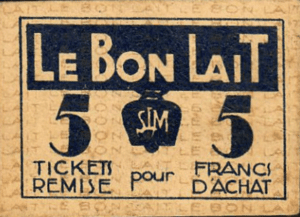 LE BON LAIT
5 SLM 5
TICKETS pour FRANCS
REMISE D'ACHAT